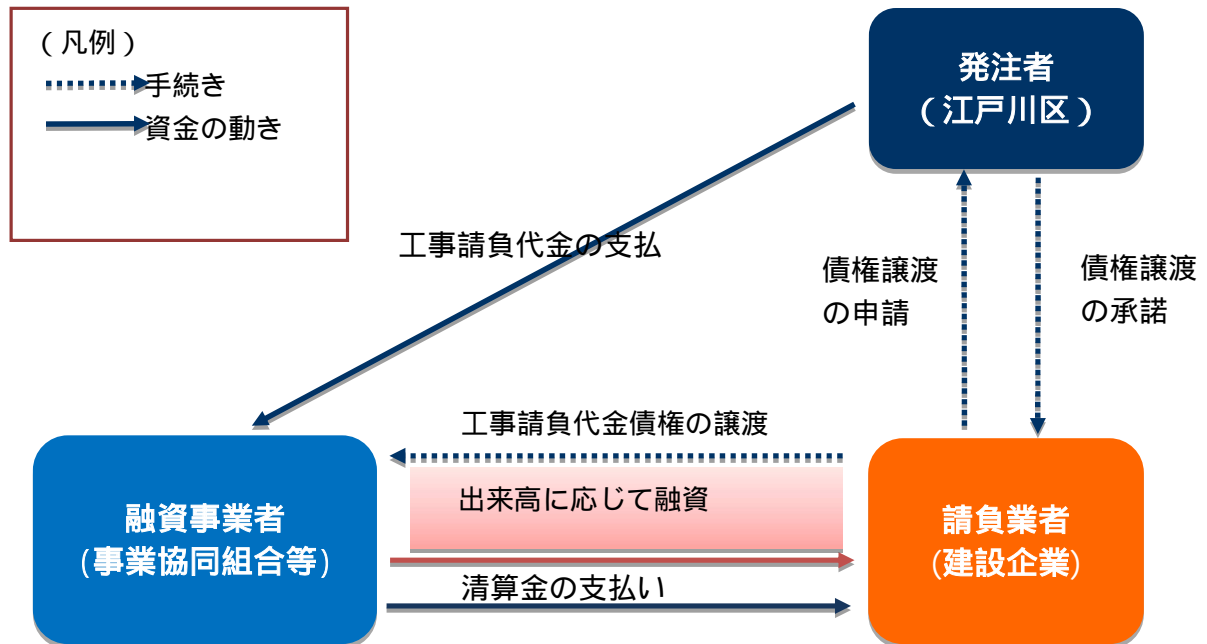 （凡例）
手続き
資金の動き
発注者
（江戸川区）
工事請負代金の支払
債権譲渡
の申請
債権譲渡
の承諾
工事請負代金債権の譲渡
出来高に応じて融資
清算金の支払い
融資事業者
(事業協同組合等)
請負業者
(建設企業)